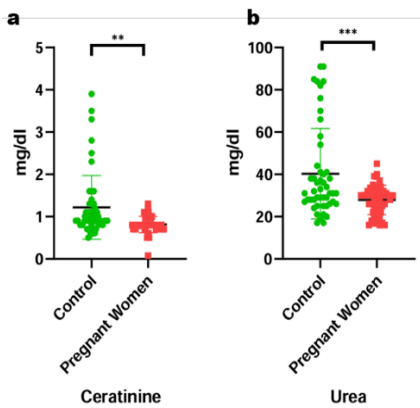 a
**
5
4
3
2
1
0
mg/dl
Control
Pregnant Women
Ceratinine
b
***
100
80
60
40
20
0
mg/dl
Control
Pregnant Women
Urea